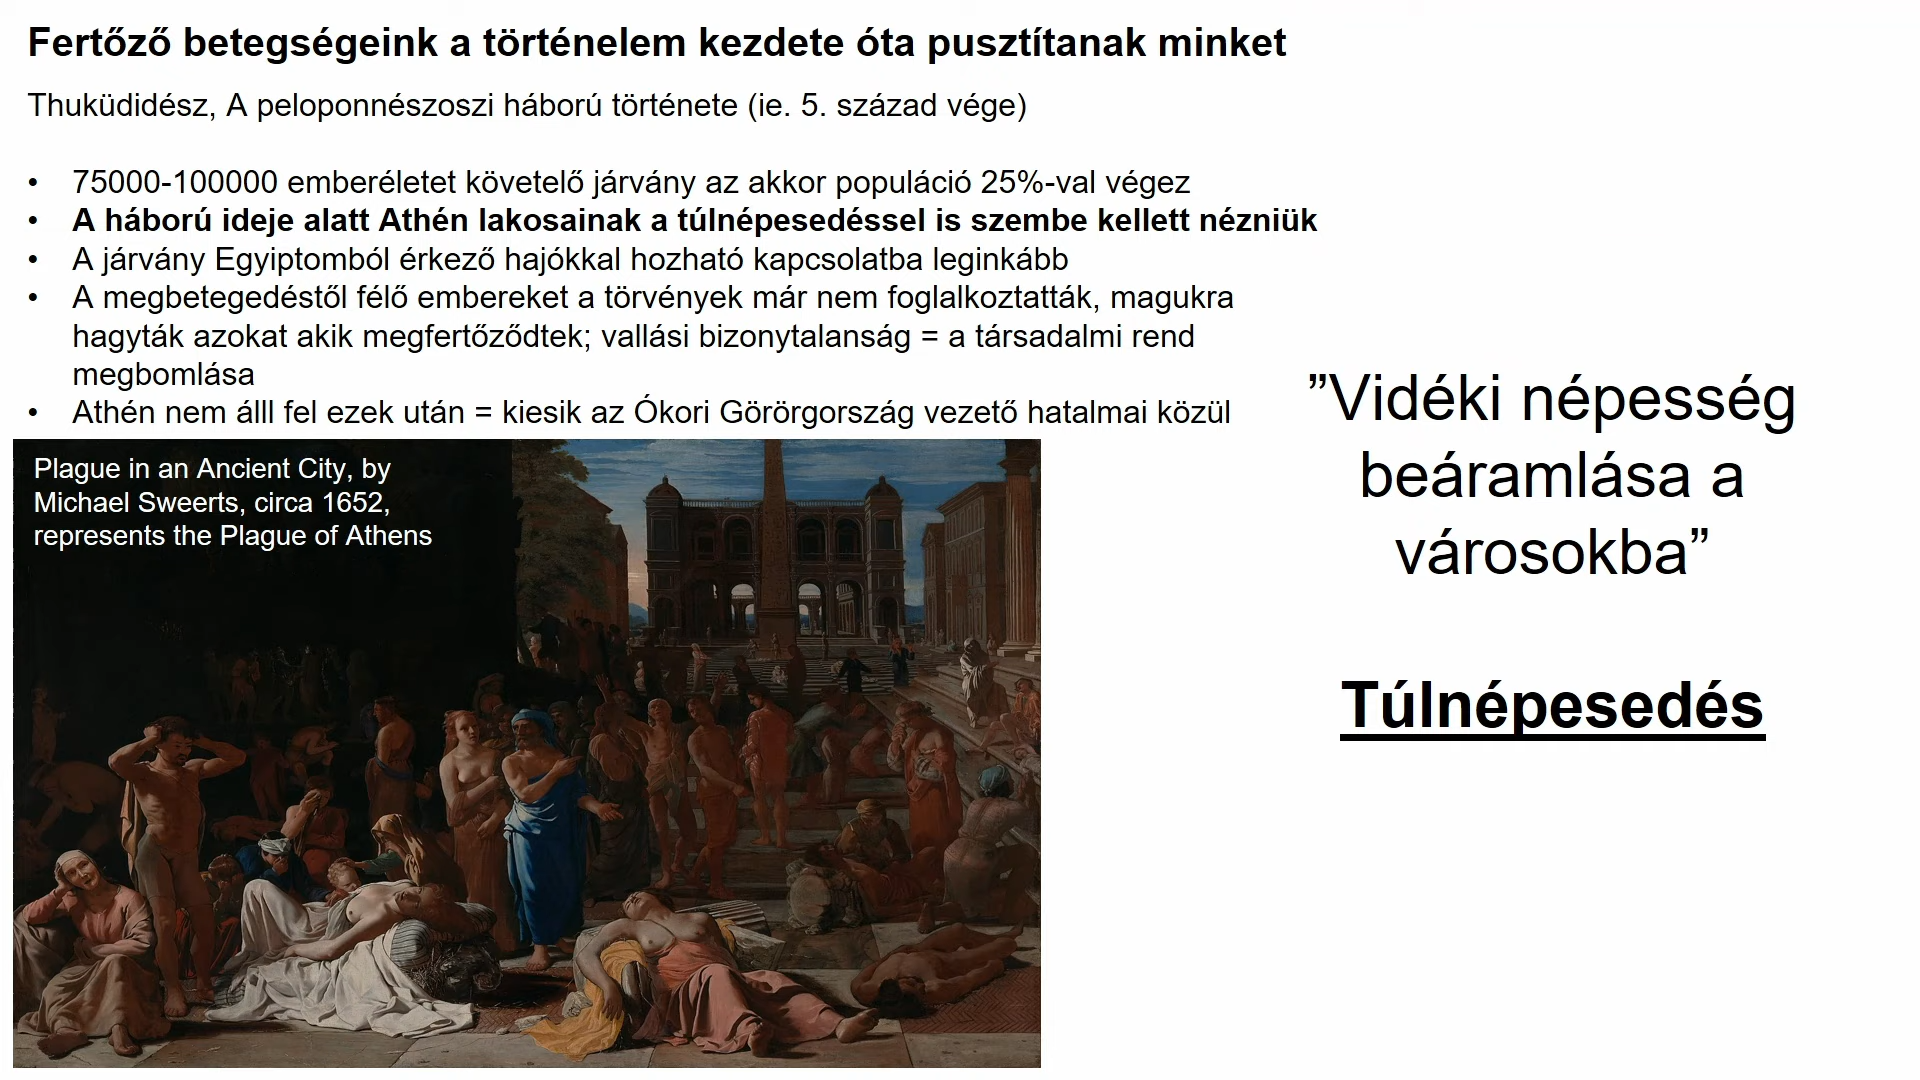 Fertőző betegségeink a történelem kezdete óta pusztítanak minket
Thuküdidész, A peloponnészoszi háború története (ie. 5. század vége)
• 75000-100000 emberéletet követelő járvány az akkor populáció 25%-val végez
• A háború ideje alatt Athén lakosainak a túlnépesedéssel is szembe kellett nézniük
• A járvány Egyiptomból érkező hajókkal hozható kapcsolatba leginkább
• A megbetegedéstől félő embereket a törvények már nem foglalkoztatták, magukra
hagyták azokat akik megfertőződtek; vallási bizonytalanság = a társadalmi rend
megbomlása
• Athén nem álll fel ezek után = kiesik az Ókori Görörgország vezető hatalmai közül
Plague in an Ancient City, by
Michael Sweerts, circa 1652,
represents the Plague of Athens
”Vidéki népesség
beáramlása a
városokba”
Túlnépesedés